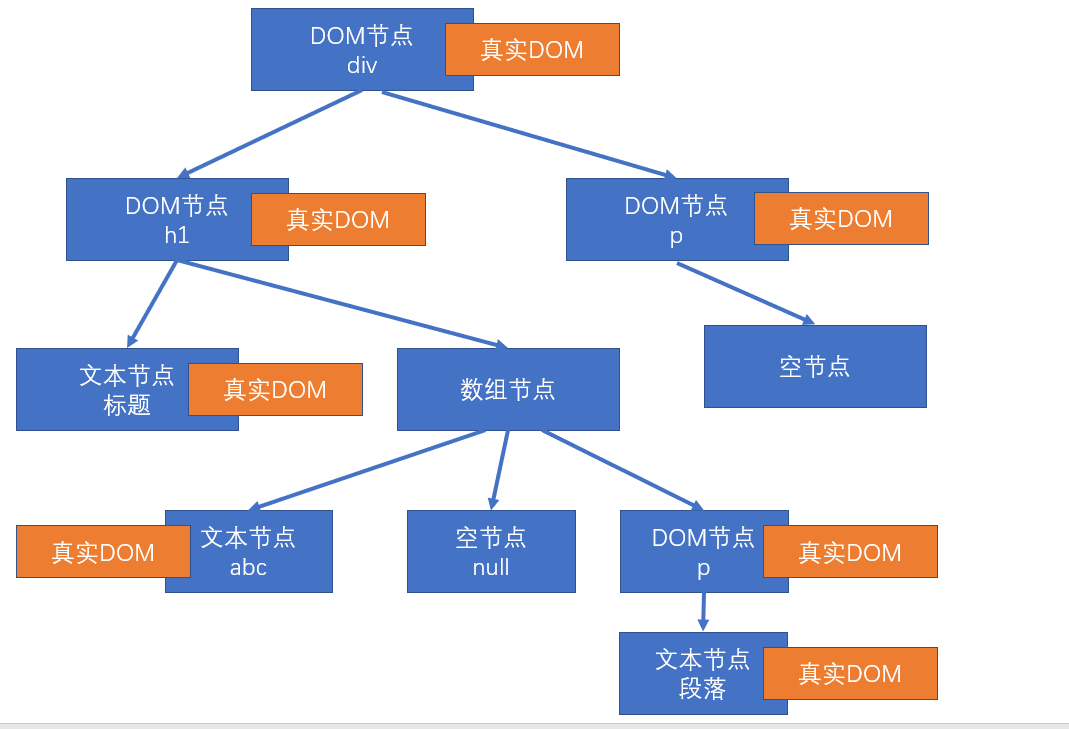 DOM节点
div
真实DOM
DOM节点
h1
真实DOM
DOM节点
p
真实DOM
文本节点
标题
真实DOM
数组节点
空节点
真实DOM
文本节点
abc
空节点
null
DOM节点
p
真实DOM
文本节点
段落
真实DOM